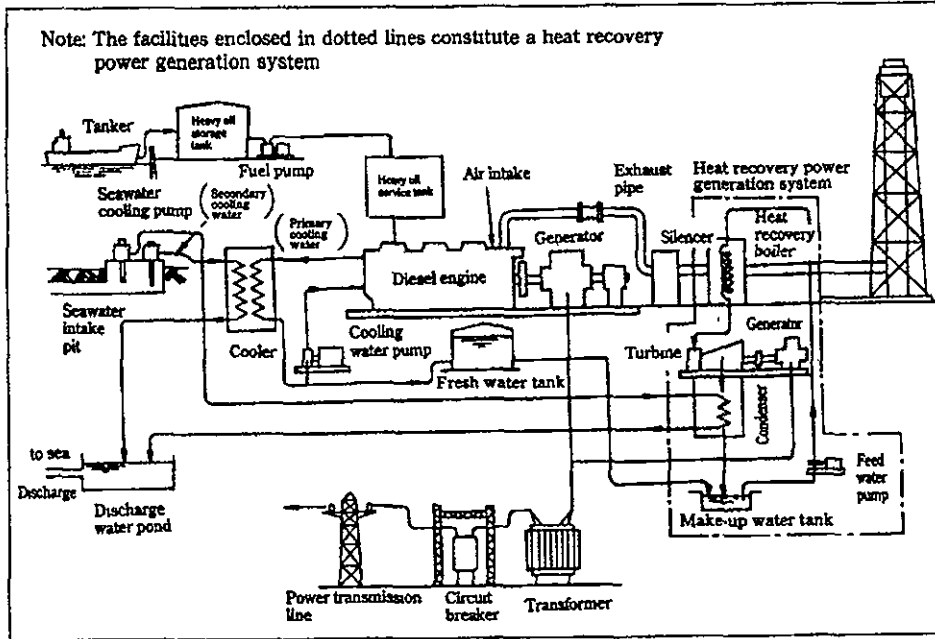 Note: The facilities enclosed in dotted lines constitute a heat recovery
power generation system
Tanker
Heavy oil
storage
tank
Fuel pump
Seawater
cooling pump
(Secondary
cooling
water)
(Primary
cooling
water)
Heavy oil
service tank
Air intake
Exhaust
pipe
Heat recovery power
generation system
Generator
Silencer
Heat
recovery
boiler
Diesel engine
Seawater
intake
pit
Cooler
Cooling
water pump
Fresh water tank
Turbine
Generator
Condenser
to sea
Discharge
Discharge
water pond
Feed
water
pump
Make-up water tank
Power transmission
line
Circuit
breaker
Transformer